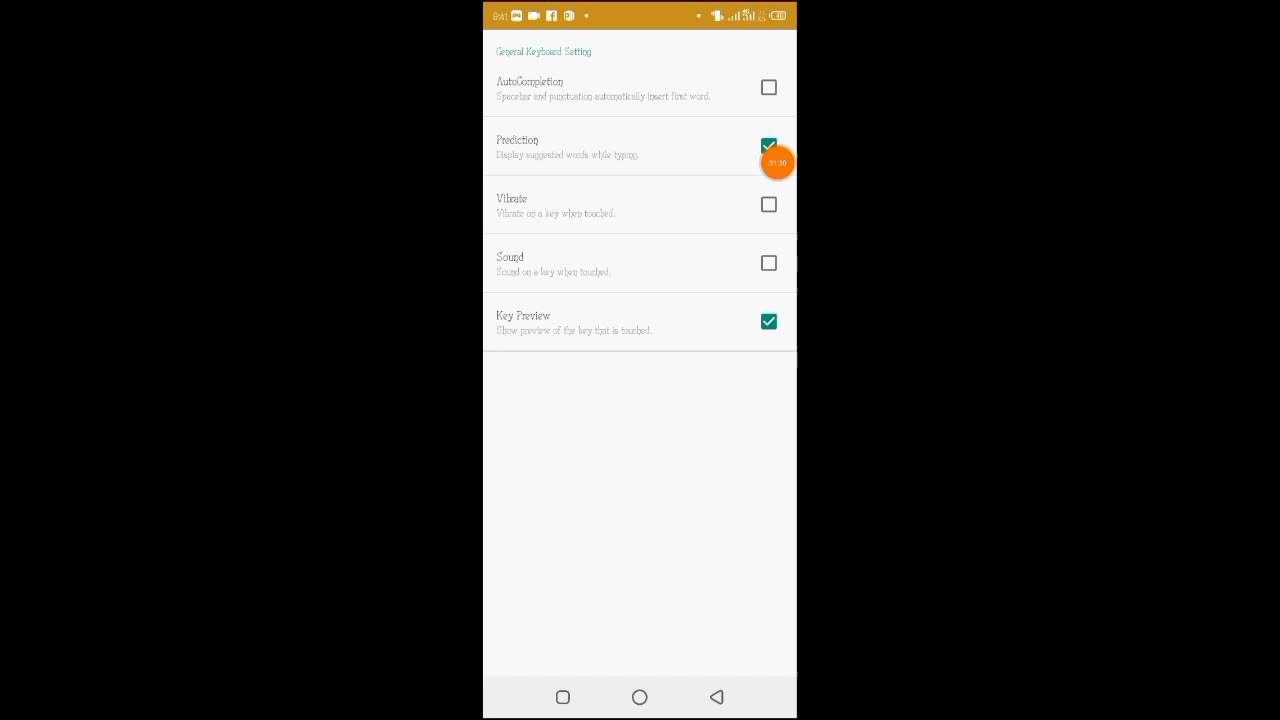 General Keyboard Setting
AutoCompletion
Spacebar and punctuation automatically insert first word.
Prediction
Display suggested words while typing.
01:30
Vibrate
Vibrate on a key when touched.
Sound
Sound on a key when touched.
Key Preview
Show preview of the key that is touched.